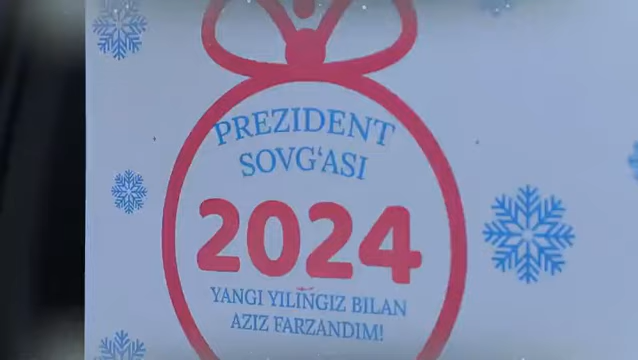 PREZIDENT
SOVG‘ASI
2024
YANGI YILINGIZ BILAN
AZIZ FARZANDIM!